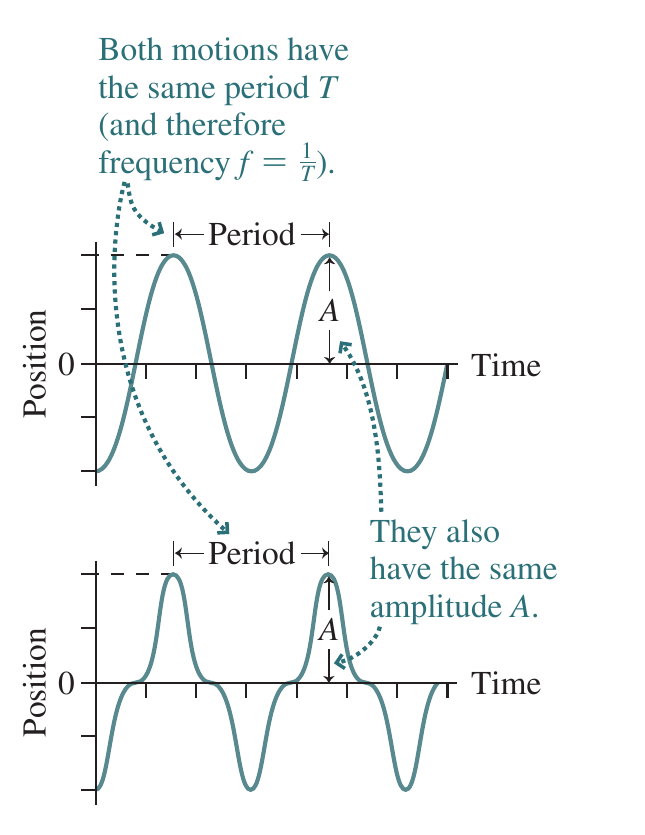 Both motions have
the same period T
(and therefore
frequency f = 1/T).
Period
A
Position
0
Time
They also
have the same
amplitude A.
Period
A
Position
0
Time